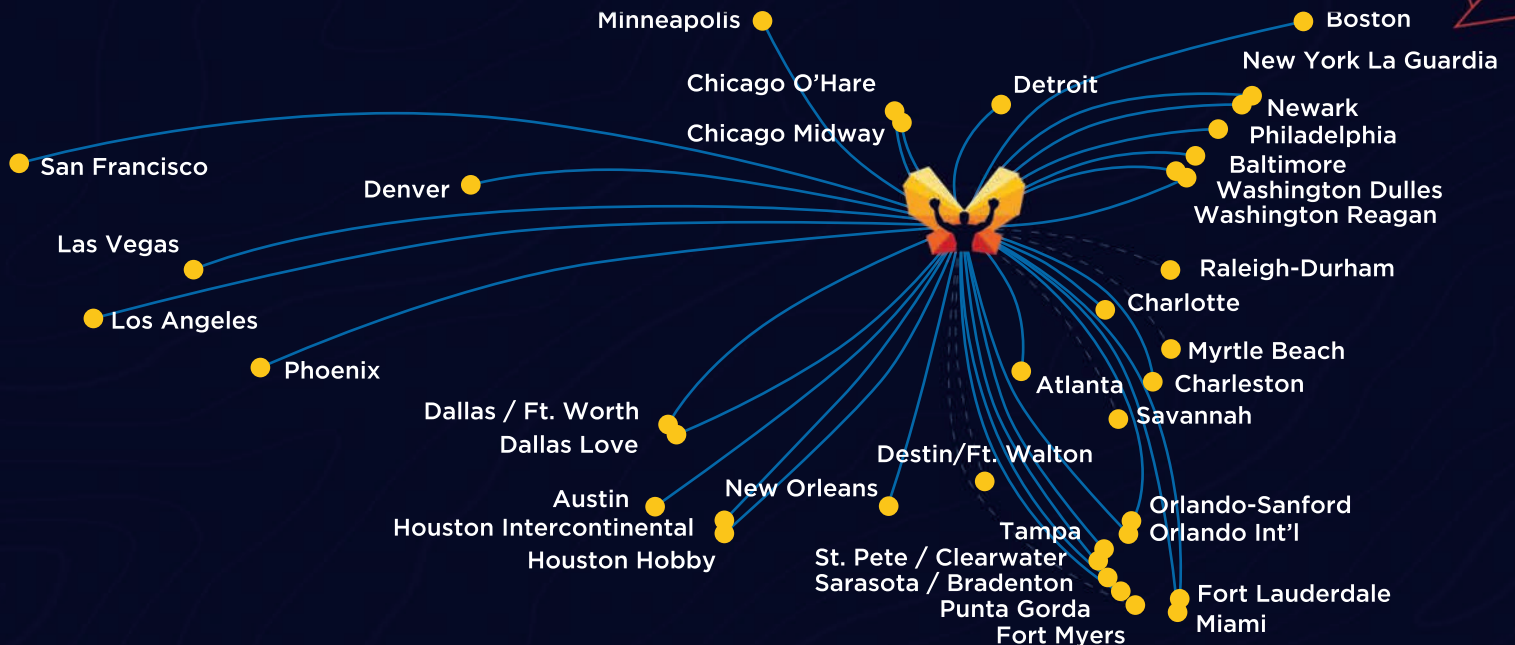 Minneapolis
Boston
New York La Guardia
Chicago O’Hare
Detroit
Newark
Chicago Midway
Philadelphia
San Francisco
Baltimore
Denver
Washington Dulles
Washington Reagan
Las Vegas
Raleigh-Durham
Charlotte
Los Angeles
Myrtle Beach
Phoenix
Atlanta
Charleston
Dallas / Ft. Worth
Savannah
Dallas Love
Destin/Ft. Walton
New Orleans
Austin
Orlando-Sanford
Houston Intercontinental
Tampa
Orlando Int’l
Houston Hobby
St. Pete / Clearwater
Sarasota / Bradenton
Fort Lauderdale
Punta Gorda
Miami
Fort Myers